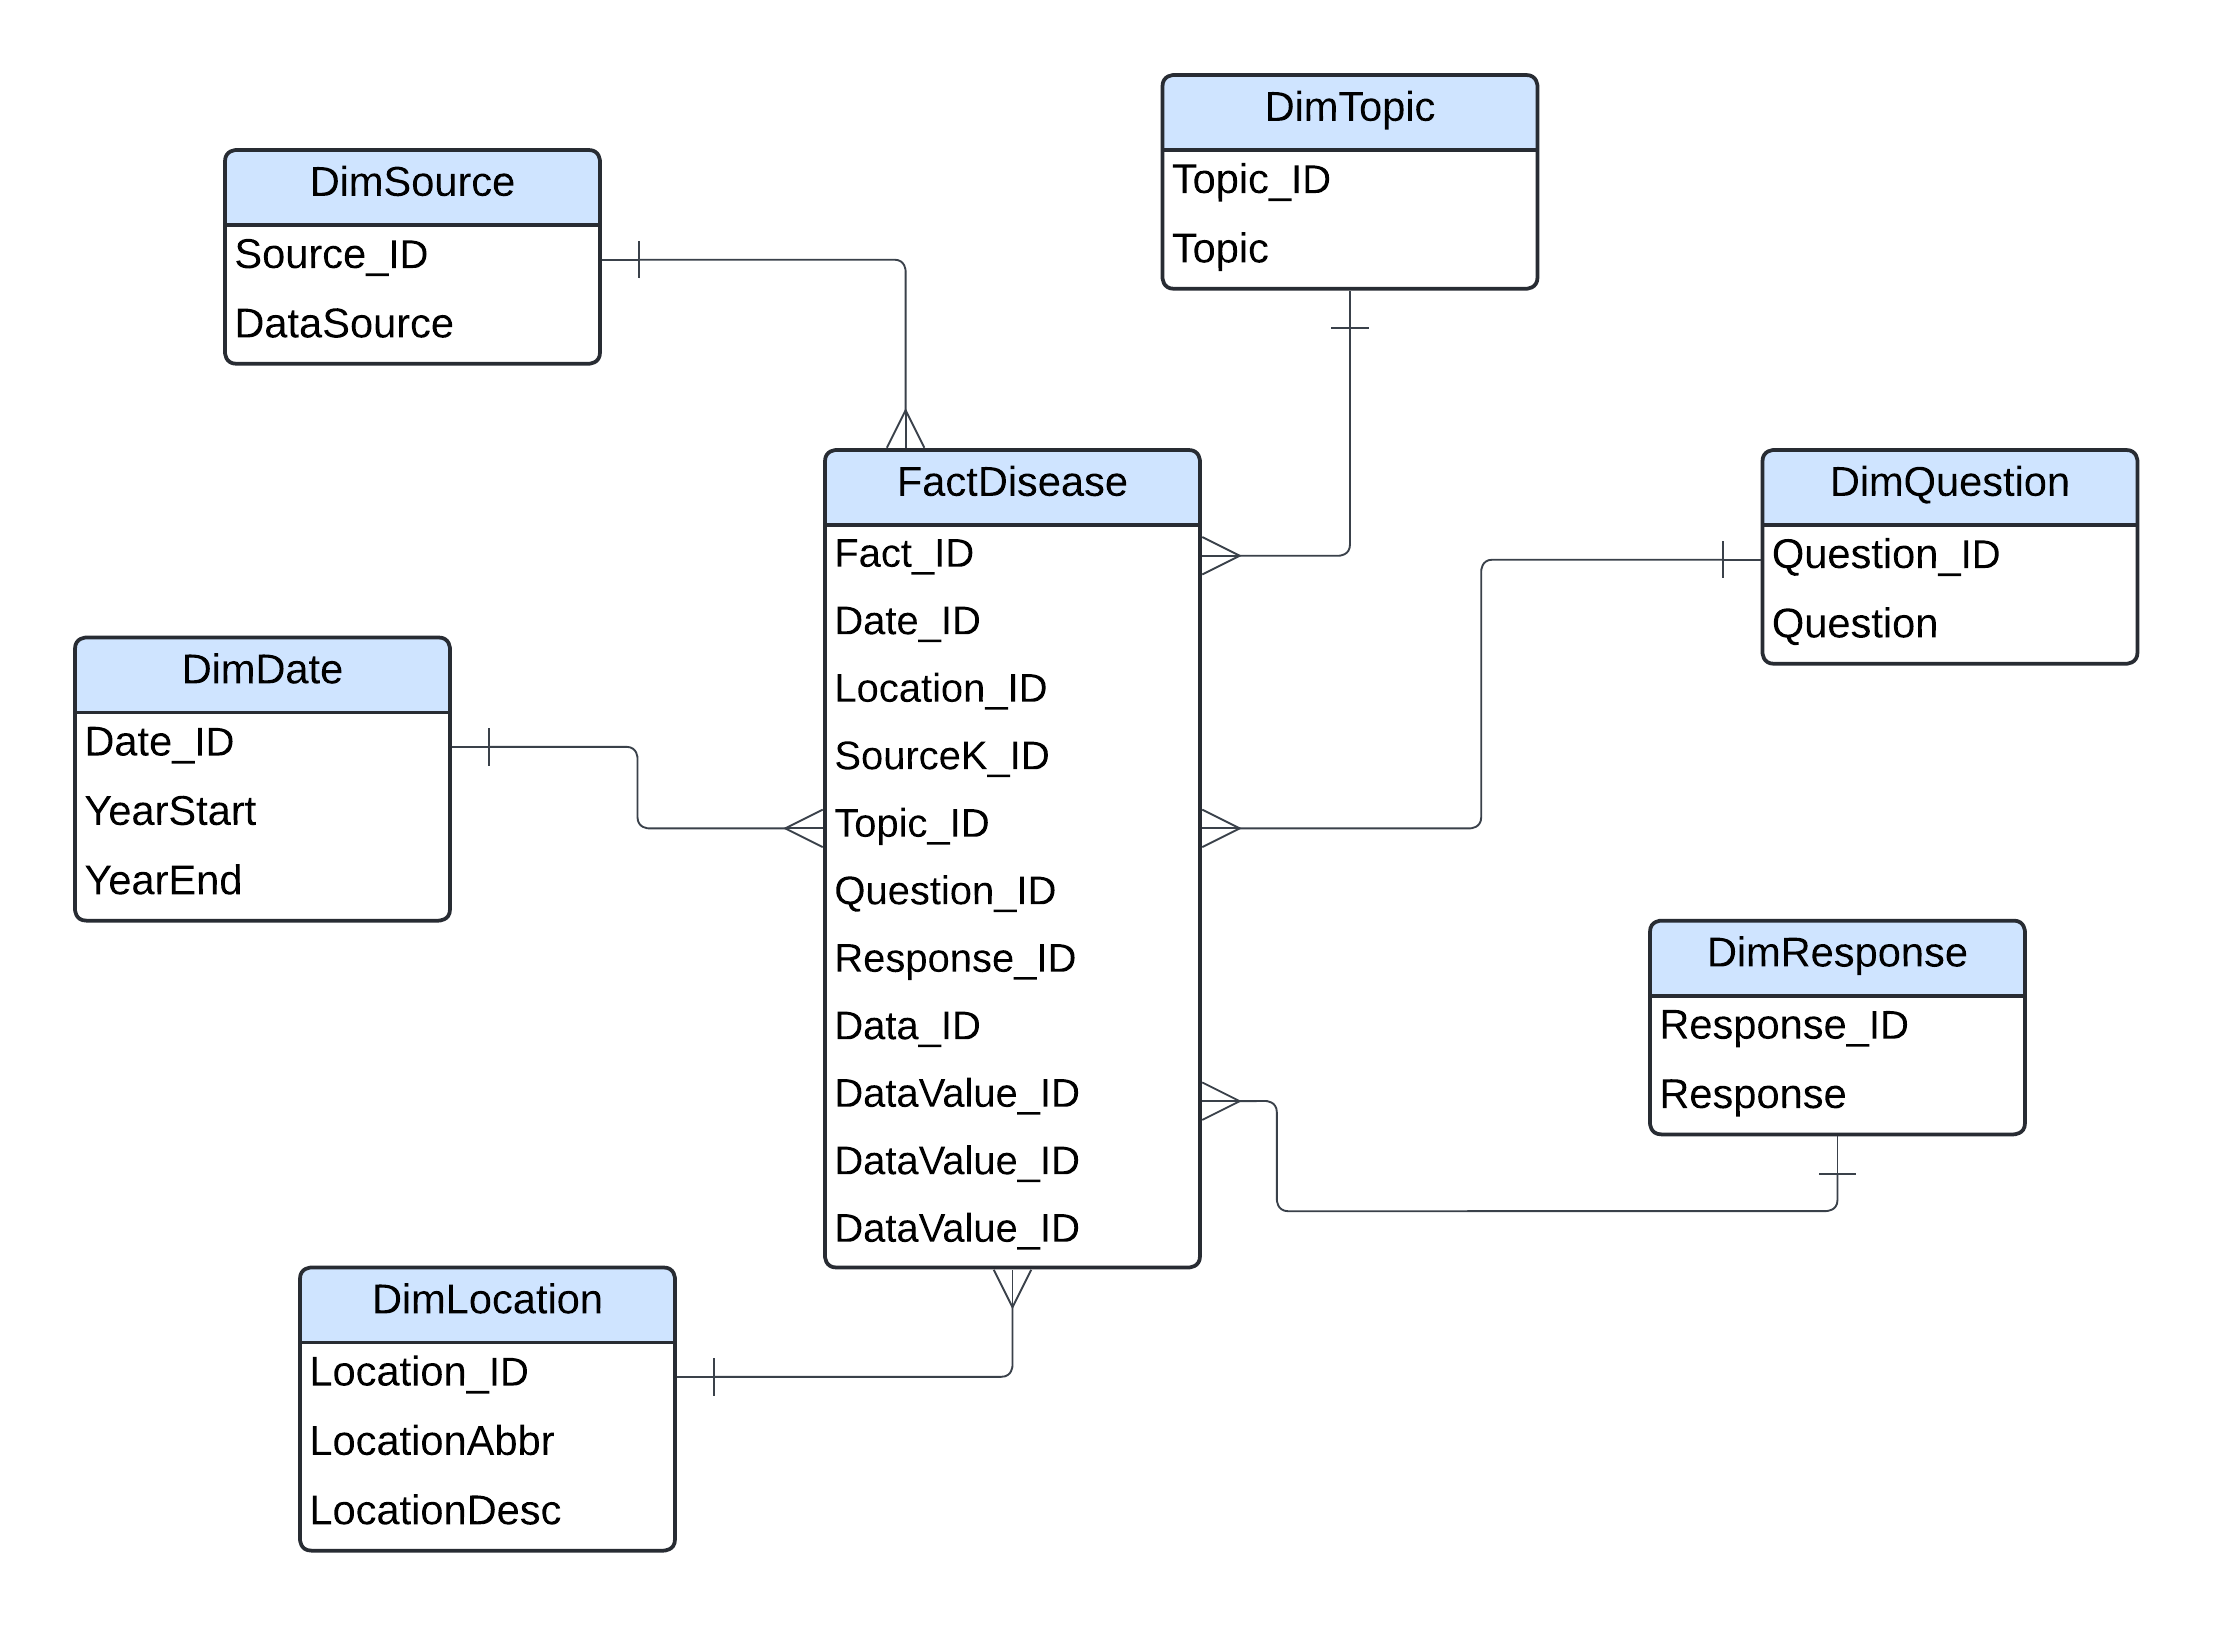 DimTopic
Topic_ID
Topic
DimSource
Source_ID
DataSource
FactDisease
Fact_ID
Date_ID
Location_ID
SourceK_ID
Topic_ID
Question_ID
Response_ID
Data_ID
DataValue_ID
DataValue_ID
DataValue_ID
DimQuestion
Question_ID
Question
DimDate
Date_ID
YearStart
YearEnd
DimResponse
Response_ID
Response
DimLocation
Location_ID
LocationAbbr
LocationDesc